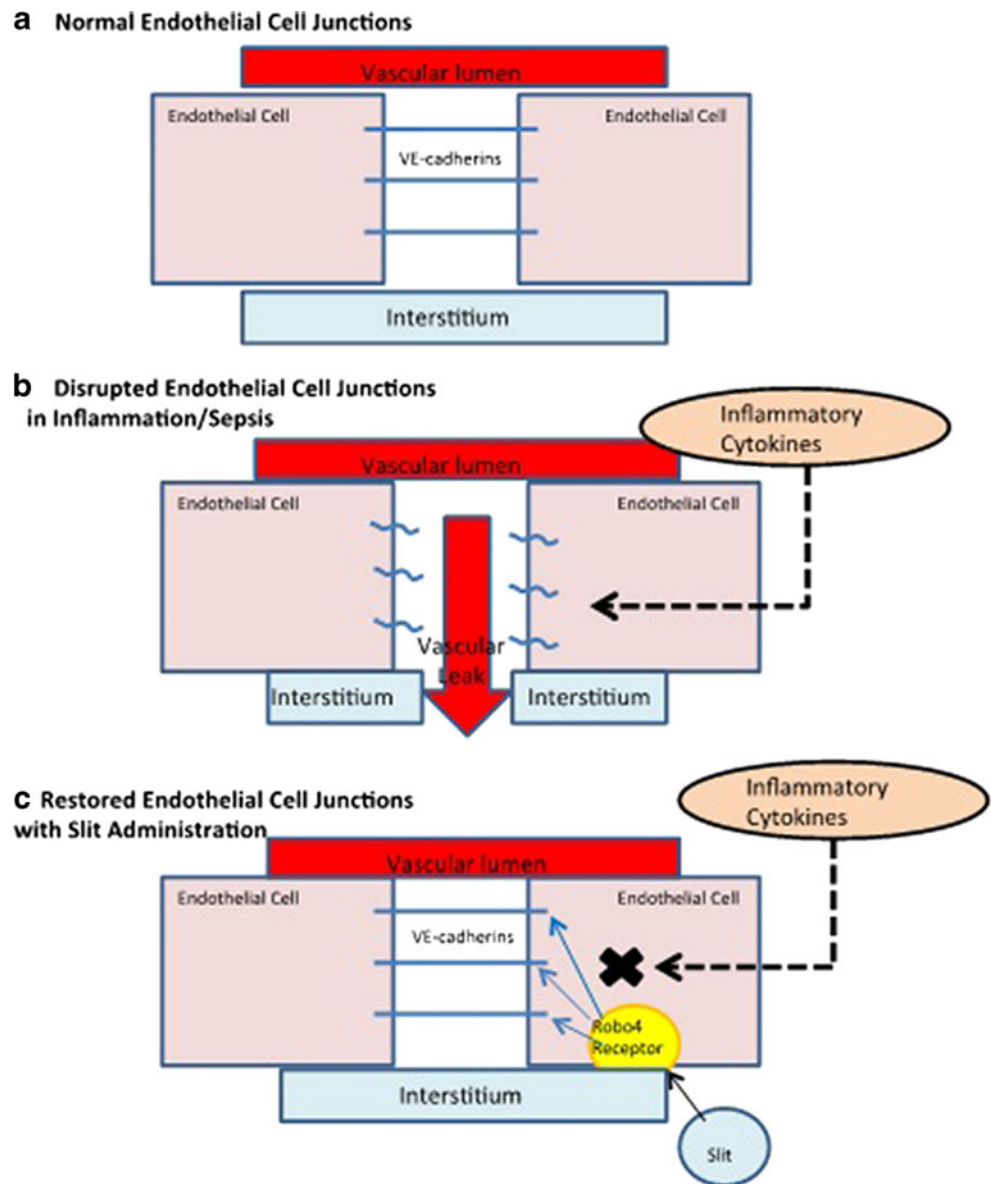 a Normal Endothelial Cell Junctions
Vascular lumen
Endothelial Cell
Endothelial Cell
VE-cadherins
Interstitium
b Disrupted Endothelial Cell Junctions
in Inflammation/Sepsis
Inflammatory
Cytokines
Vascular lumen
Endothelial Cell
Endothelial Cell
Vascular
Leak
Interstitium
Interstitium
c Restored Endothelial Cell Junctions
with Slit Administration
Inflammatory
Cytokines
Vascular lumen
Endothelial Cell
Endothelial Cell
VE-cadherins
Robo4
Receptor
Interstitium
Slit